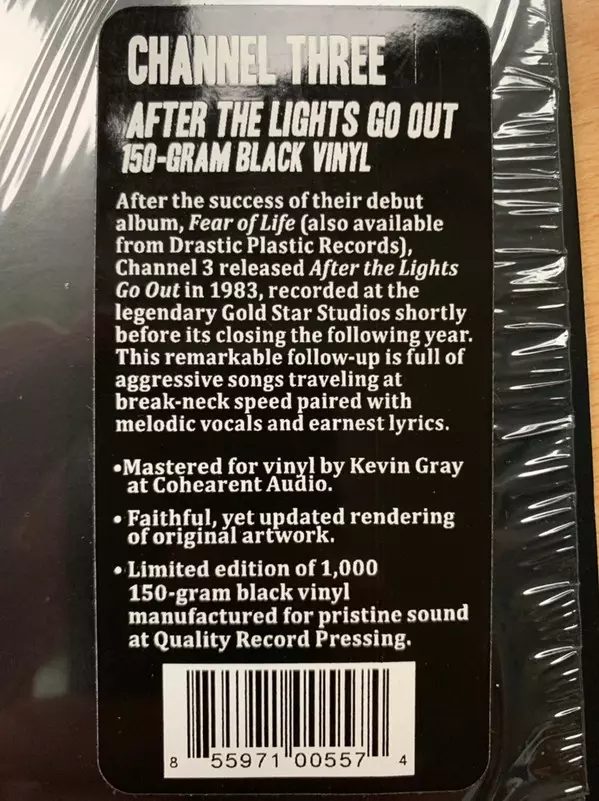 CHANNEL THREE
AFTER THE LIGHTS GO OUT
150-GRAM BLACK VINYL
After the success of their debut
album, Fear of Life (also available
from Drastic Plastic Records),
Channel 3 released After the Lights
Go Out in 1983, recorded at the
legendary Gold Star Studios shortly
before its closing the following year.
This remarkable follow-up is full of
aggressive songs traveling at
break-neck speed paired with
melodic vocals and earnest lyrics.
•Mastered for vinyl by Kevin Gray
at Cohearent Audio.
• Faithful, yet updated rendering
of original artwork.
• Limited edition of 1,000
150-gram black vinyl
manufactured for pristine sound
at Quality Record Pressing.
8 55971 00557 4